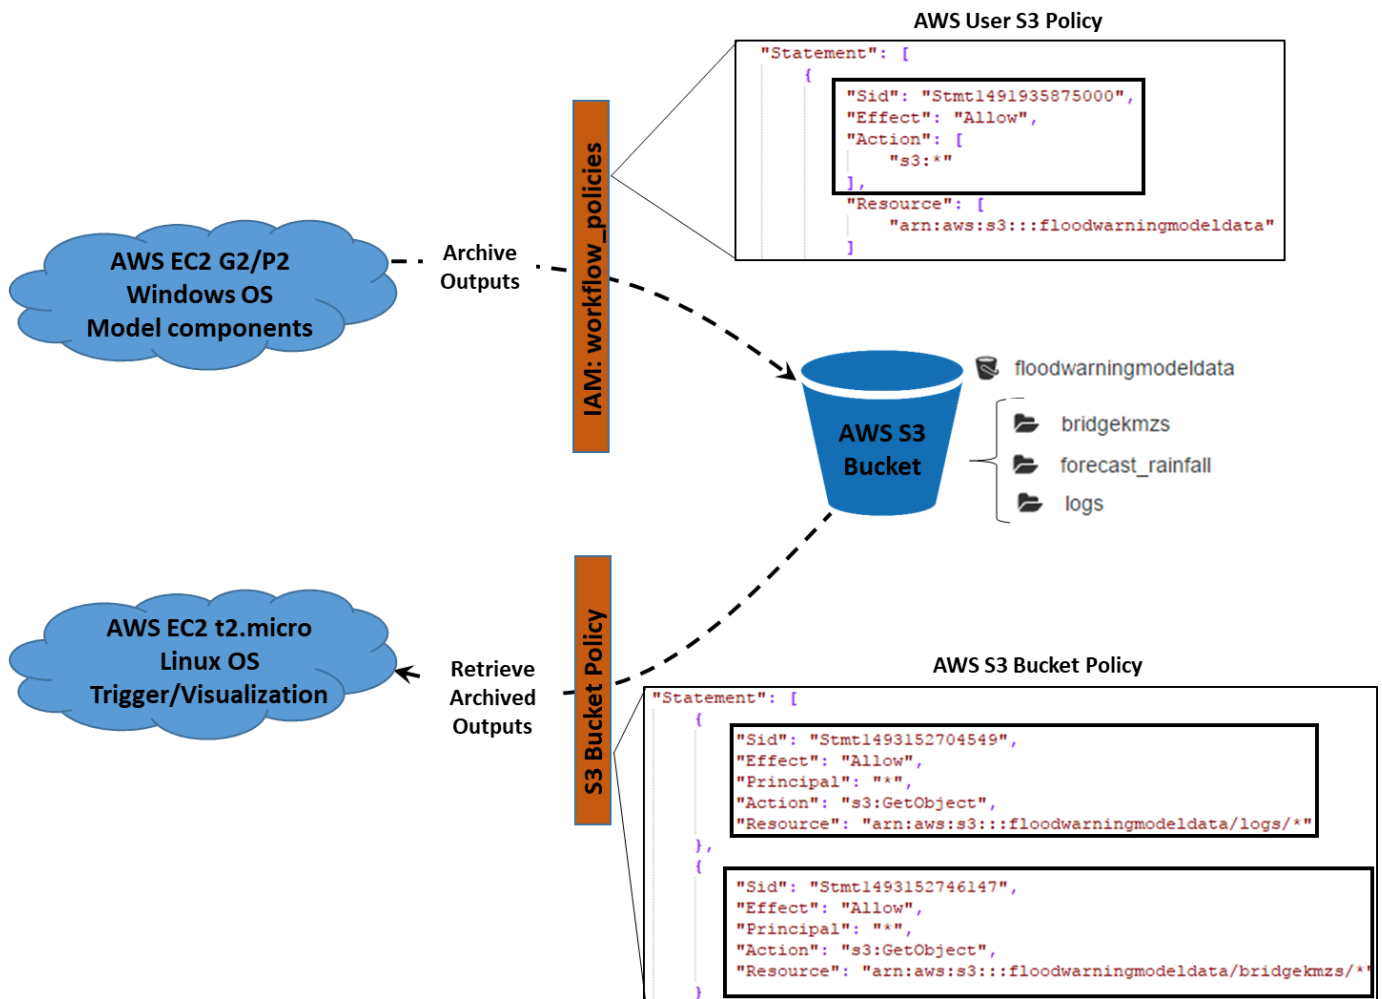 AWS User S3 Policy
"Statement": [
{
"Sid": "Stmt1491935875000",
"Effect": "Allow",
"Action": [
"s3:*"
],
"Resource": [
"arn:aws:s3:::floodwarningmodeldata"
]
IAM: workflow_policies
AWS EC2 G2/P2
Windows OS
Model components
Archive
Outputs
AWS S3
Bucket
floodwarningmodeldata
bridgekmzs
forecast_rainfall
logs
S3 Bucket Policy
AWS EC2 t2.micro
Linux OS
Trigger/Visualization
Retrieve
Archived
Outputs
AWS S3 Bucket Policy
"Statement": [
{
"Sid": "Stmt1493152704549",
"Effect": "Allow",
"Principal": "*",
"Action": "s3:GetObject",
"Resource": "arn:aws:s3:::floodwarningmodeldata/logs/*"
},
{
"Sid": "Stmt1493152746147",
"Effect": "Allow",
"Principal": "*",
"Action": "s3:GetObject",
"Resource": "arn:aws:s3:::floodwarningmodeldata/bridgekmzs/*"
}